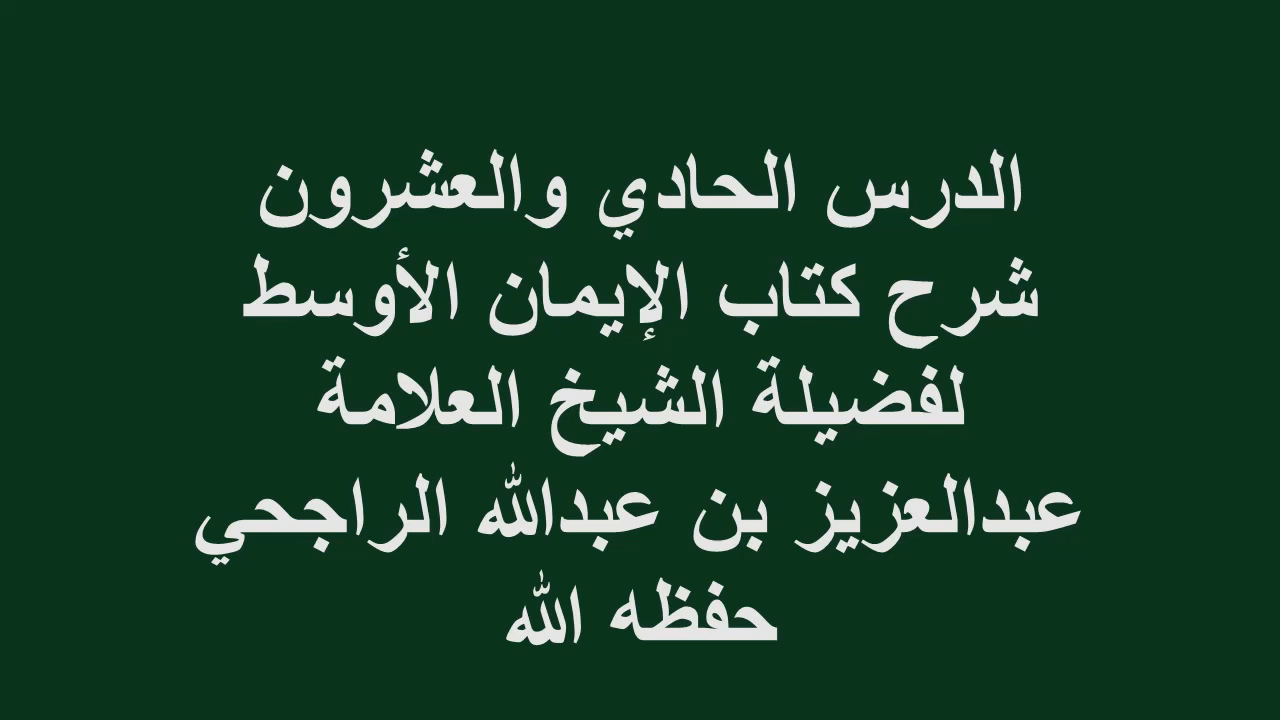 الدرس الحادي والعشرون
شرح كتاب الإيمان الأوسط
لفضيلة الشيخ العلامة
عبدالعزيز بن عبدالله الراجحي
حفظه الله